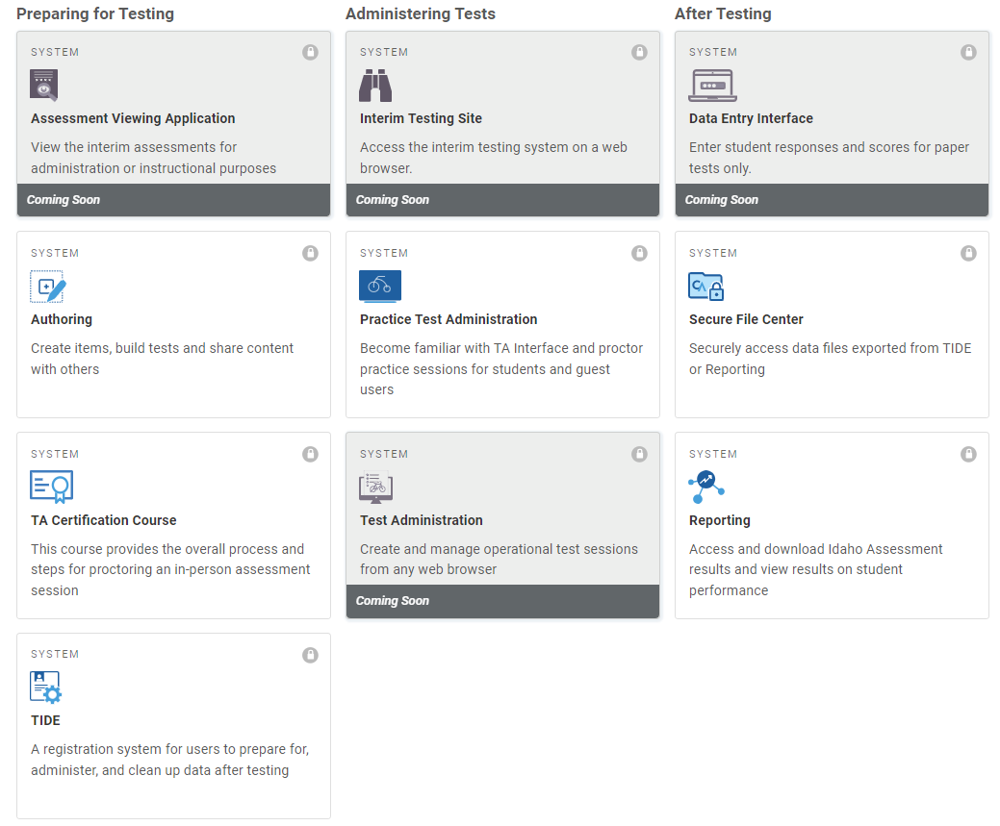 Preparing for Testing
SYSTEM
Assessment Viewing Application
View the interim assessments for
administration or instructional purposes
Coming Soon
SYSTEM
Authoring
Create items, build tests and share content
with others
SYSTEM
TA Certification Course
This course provides the overall process and
steps for proctoring an in-person assessment
session
SYSTEM
TIDE
A registration system for users to prepare for,
administer, and clean up data after testing
Administering Tests
SYSTEM
Interim Testing Site
Access the interim testing system on a web
browser.
Coming Soon
SYSTEM
Practice Test Administration
Become familiar with TA Interface and proctor
practice sessions for students and guest
users
SYSTEM
Test Administration
Create and manage operational test sessions
from any web browser
Coming Soon
After Testing
SYSTEM
Data Entry Interface
Enter student responses and scores for paper
tests only.
Coming Soon
SYSTEM
CA
Secure File Center
Securely access data files exported from TIDE
or Reporting
SYSTEM
Reporting
Access and download Idaho Assessment
results and view results on student
performance